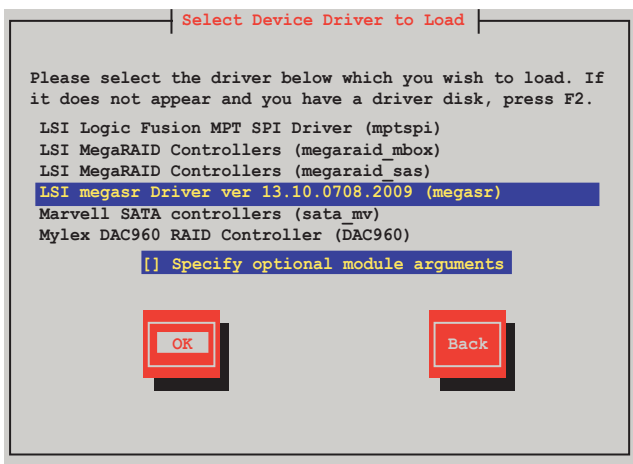 Select Device Driver to Load
Please select the driver below which you wish to load. If
it does not appear and you have a driver disk, press F2.
LSI Logic Fusion MPT SPI Driver (mptspi)
LSI MegaRAID Controllers (megaraid_mbox)
LSI MegaRAID Controllers (megaraid_sas)
LSI megasr Driver ver 13.10.0708.2009 (megasr)
Marvell SATA controllers (sata_mv)
Mylex DAC960 RAID Controller (DAC960)
[] Specify optional module arguments
OK
Back